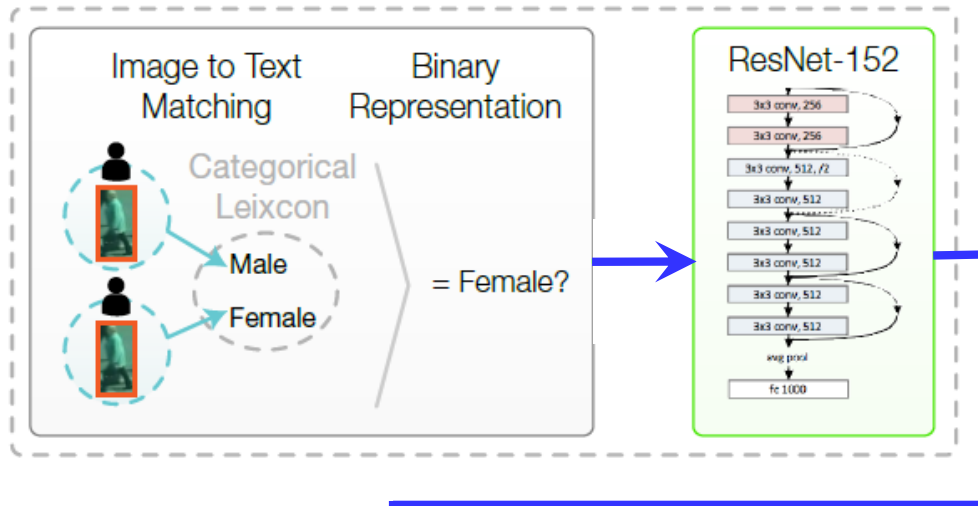 Image to Text
Matching
Binary
Representation
Categorical
Leixcon
Male
Female
= Female?
ResNet-152
3x3 conv, 256
3x3 conv, 256
3x3 conv, 512, /2
3x3 conv, 512
3x3 conv, 512
3x3 conv, 512
3x3 conv, 512
3x3 conv, 512
avg pool
fc 1000